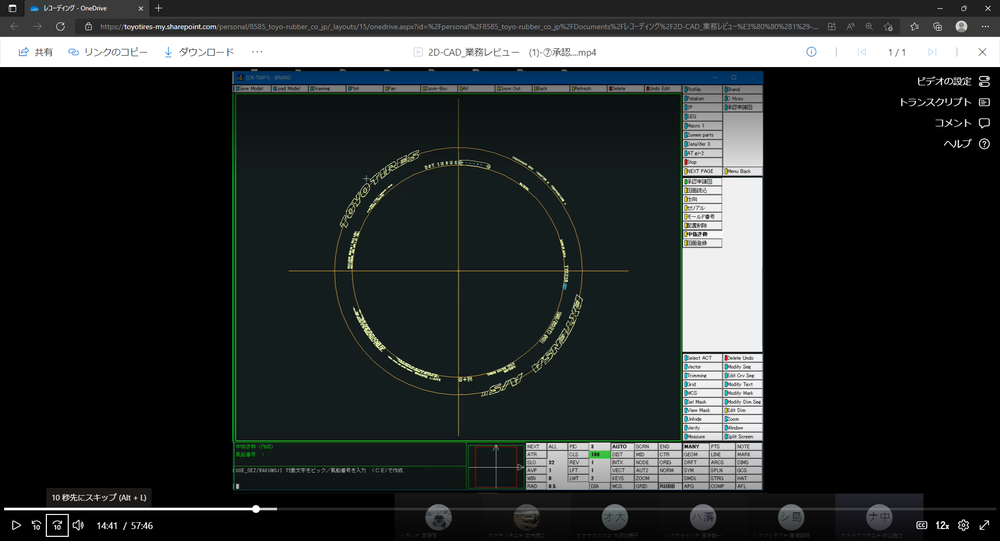 レコーディング - OneDrive
https://toyotires-my.sharepoint.com/personal/8585_toyo-rubber_co_jp/_layouts/15/onedrive.aspx?id=%2Fpersonal%2F8585_toyo-rubber_co_jp%2FDocuments%2Fレコーディング%2F2D-CAD_業務レビュー%E3%80%80%281%29-...
共有 リンクのコピー ダウンロード ... 2D-CAD_業務レビュー (1)-⑦承認....mp4 1 / 1
ビデオの設定
トランスクリプト
コメント
ヘルプ
[OE-TMP1] - BRAND
Save Model Load Model Drawing Plot Pan Zoom-Box All Zoom Out Back Refresh Delete Undo Edit
Profile Brand
Pataken C Hyou
2P 承認申請図
SEG
Macro 1
Zumen parts
DataXfer 3
AT gi-2
Stop
NEXT PAGE Menu Back
承認申請図
図面読込
仕向
セリアル
モールド番号
配置削除
中抜き枠
図面登録
TOYO TIRES
A/S
M+S
Select ACT Delete Undo
Vector Modify Seg
Trimming Edit Crv Seg
Grid Modify Text
WCS Modify Mark
Sel Mask Modify Dim Seg
View Mask Edit Dim
Unhide Zoom
Verify Window
Measure Split Screen
中抜き枠 (作成)
風船番号 :
UOE_OEZ/WAKUMOJI 対象文字をピック/風船番号を入力 <CE>で作成
NEXT ALL PIC 3 AUTO SCRN END MANY PTS NOTE
ATR CLS 100 DIST MID CTR GEOM LINE MARK
SLO 32 REV 1 INTX NODE ORIG DRFT ARCS DIMS
AVP 1 LFT 1 VECT AUT2 NORM SYM SPLN GCS
WIN 0 LWT 2 KEYS ZOOM SMDL STRG HAT
RAD 0.5 DIA WCS GRID RUBB APG COMP AFL
10 秒先にスキップ (Alt + L)
10 10 14:41 / 57:46
オ大 ハ濱 シ島 ナ中
CC 1.2x